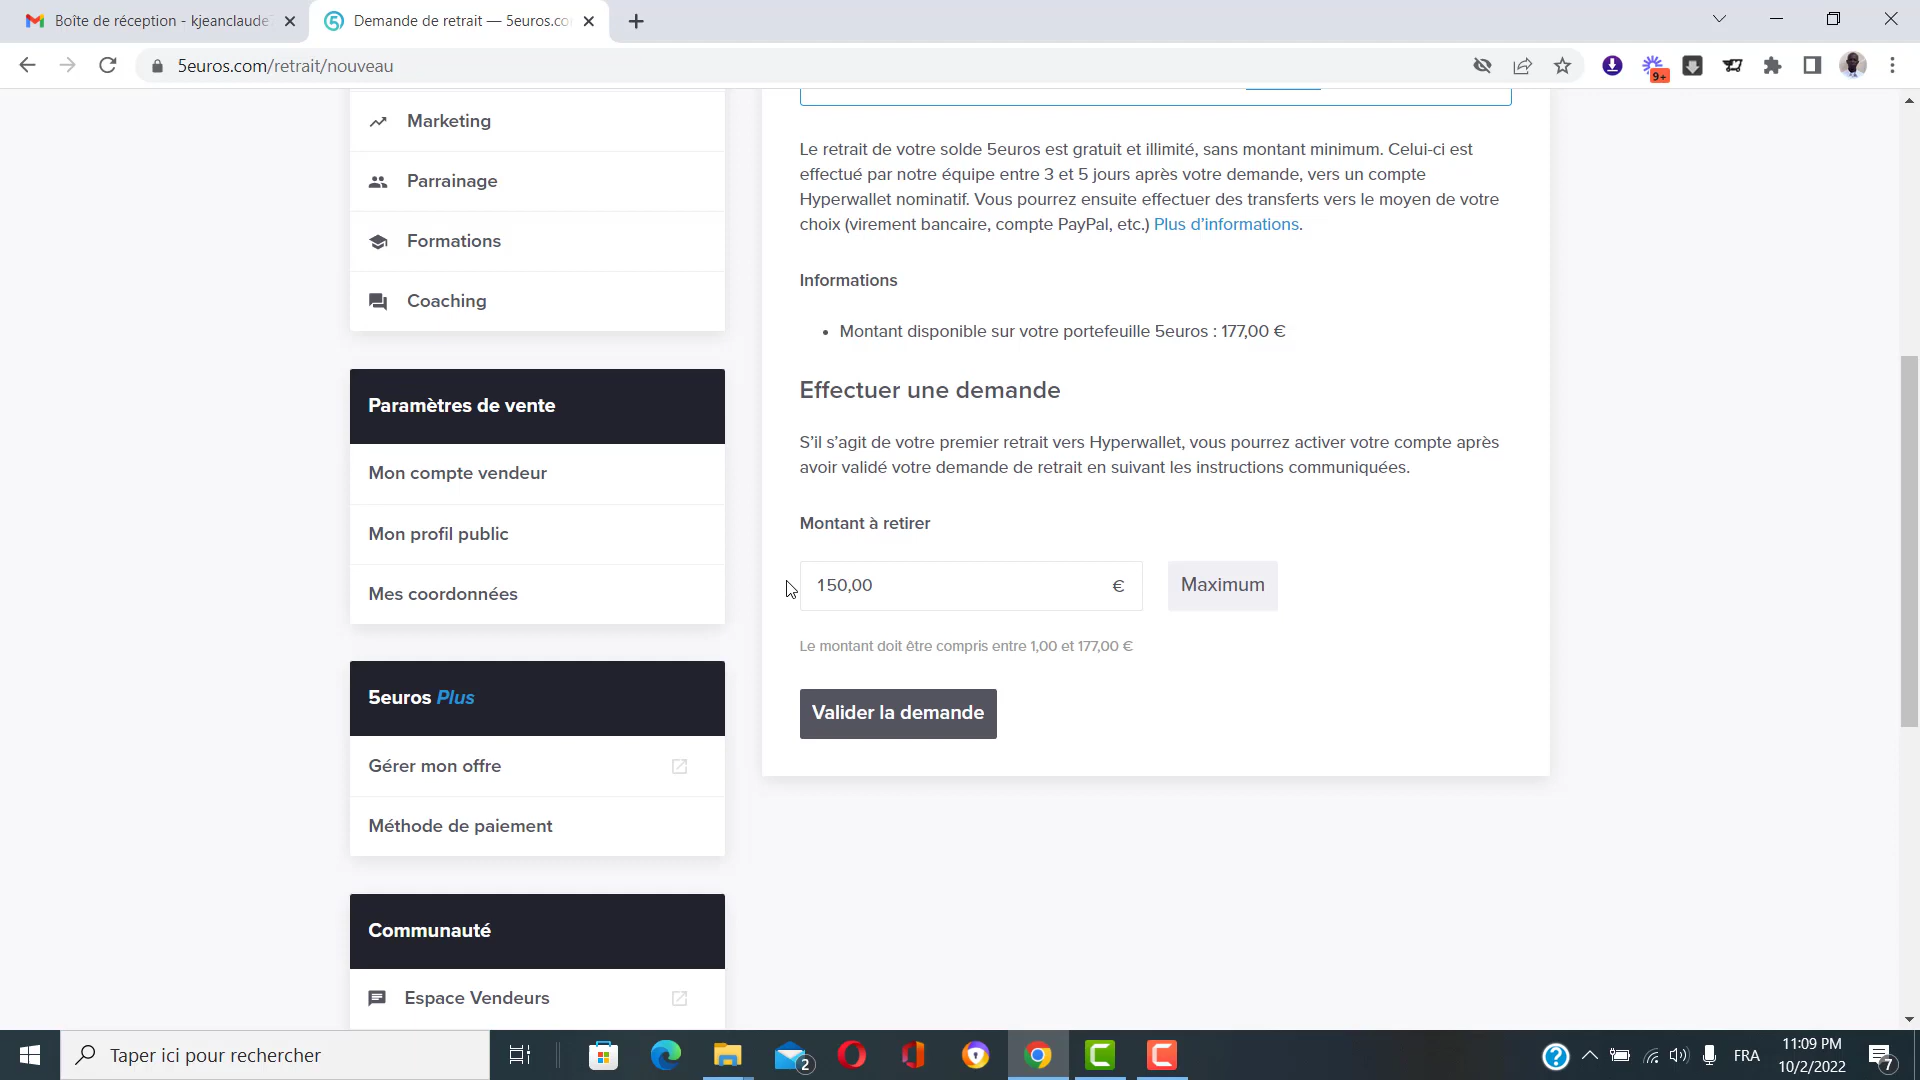 Boîte de réception - kjeanclaude7
Demande de retrait — 5euros.co
5euros.com/retrait/nouveau
9+
Marketing
Parrainage
Formations
Coaching
Paramètres de vente
Mon compte vendeur
Mon profil public
Mes coordonnées
5euros Plus
Gérer mon offre
Méthode de paiement
Communauté
Espace Vendeurs
Le retrait de votre solde 5euros est gratuit et illimité, sans montant minimum. Celui-ci est
effectué par notre équipe entre 3 et 5 jours après votre demande, vers un compte
Hyperwallet nominatif. Vous pourrez ensuite effectuer des transferts vers le moyen de votre
choix (virement bancaire, compte PayPal, etc.) Plus d’informations.
Informations
• Montant disponible sur votre portefeuille 5euros : 177,00 €
Effectuer une demande
S’il s’agit de votre premier retrait vers Hyperwallet, vous pourrez activer votre compte après
avoir validé votre demande de retrait en suivant les instructions communiquées.
Montant à retirer
150,00 €
Maximum
Le montant doit être compris entre 1,00 et 177,00 €
Valider la demande
Taper ici pour rechercher
2
FRA
11:09 PM
10/2/2022
7